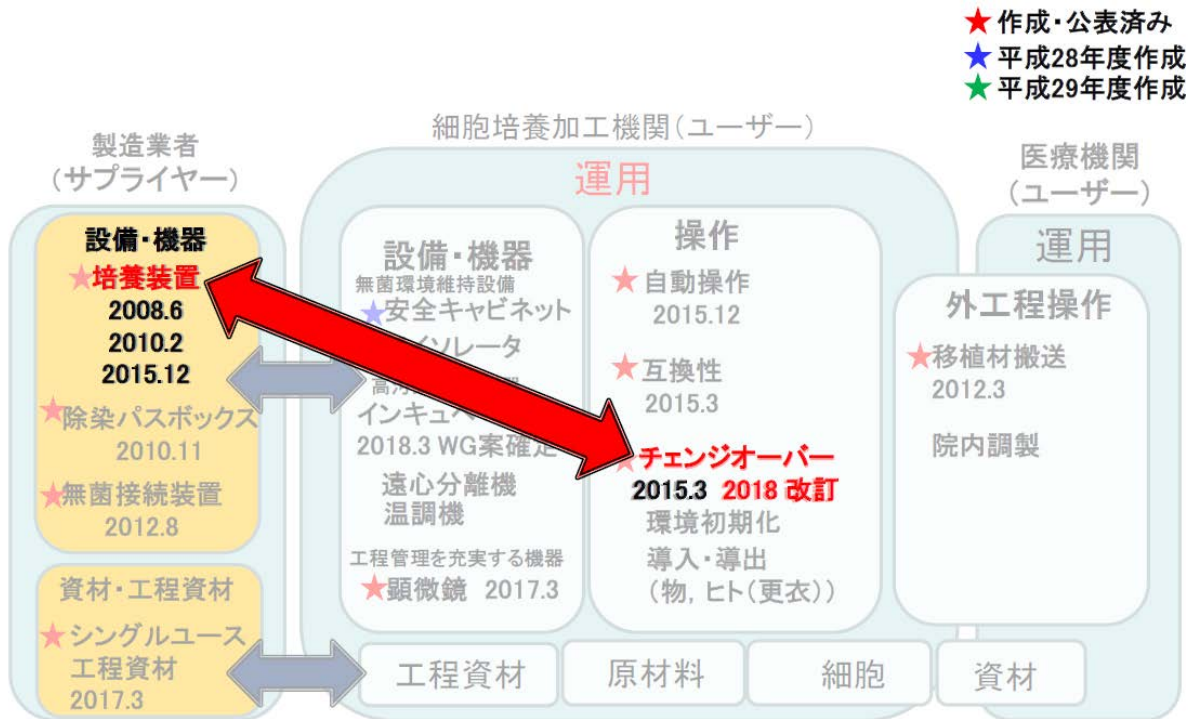 ★作成・公表済み
★平成28年度作成
★平成29年度作成
製造業者
(サプライヤー)
設備・機器
★培養装置
2008.6
2010.2
2015.12
★除染パスボックス
2010.11
★無菌接続装置
2012.8
資材・工程資材
★シングルユース
工程資材
2017.3
細胞培養加工機関(ユーザー)
運用
設備・機器
無菌環境維持設備
★安全キャビネット
ソレータ
インキュベ
2018.3 WG案確定
遠心分離機
温調機
工程管理を充実する機器
★顕微鏡 2017.3
操作
★自動操作
2015.12
★互換性
2015.3
★チェンジオーバー
2015.3 2018 改訂
環境初期化
導入・導出
(物, ヒト(更衣))
工程資材
原材料
細胞
資材
医療機関
(ユーザー)
運用
外工程操作
★移植材搬送
2012.3
院内調製